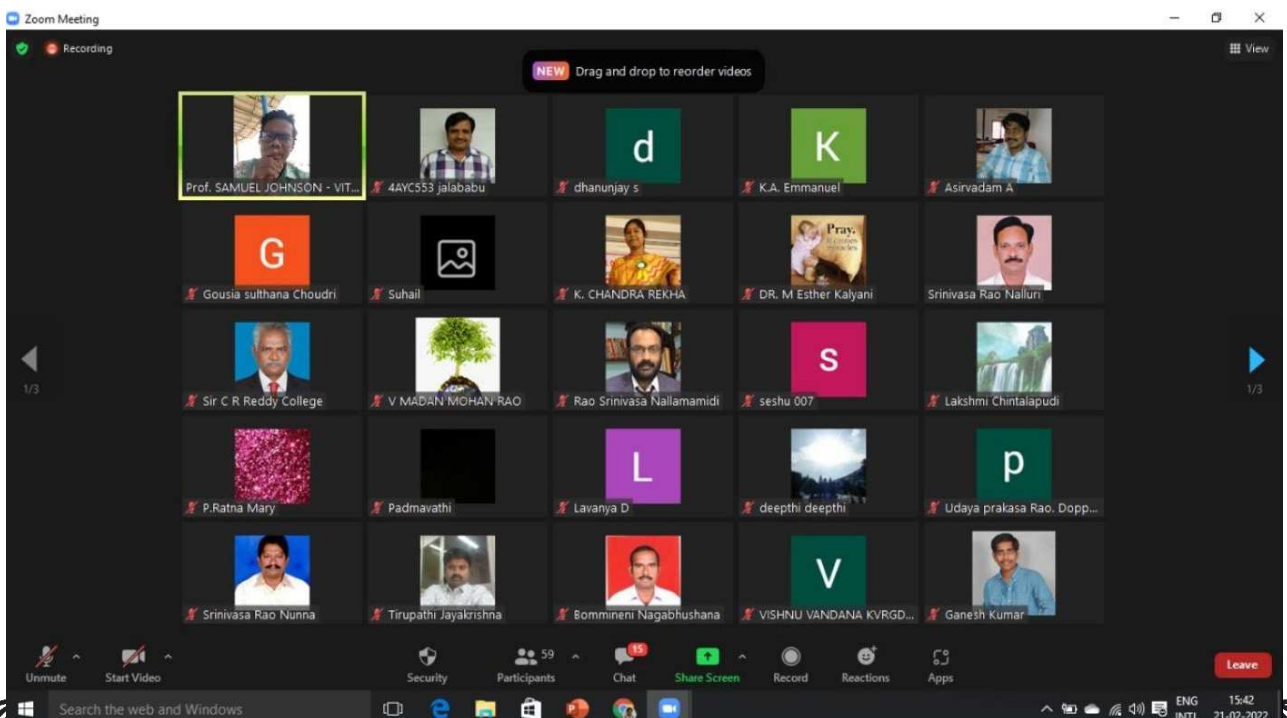 Zoom Meeting
Recording
View
NEW Drag and drop to reorder videos
Prof. SAMUEL JOHNSON - VIT...
4AYC553 jalababu
d
dhanunjay s
K
K.A. Emmanuel
Asirvadam A
G
Gousia sulthana Choudri
Suhail
K. CHANDRA REKHA
Pray.
DR. M Esther Kalyani
Srinivasa Rao Nalluri
Sir C R Reddy College
V MADAN MOHAN RAO
Rao Srinivasa Nallamamidi
s
seshu 007
Lakshmi Chintalapudi
1/3
1/3
P.Ratna Mary
Padmavathi
L
Lavanya D
deepthi deepthi
p
Udaya prakasa Rao. Dopp...
Srinivasa Rao Nunna
Tirupathi Jayakrishna
Bommineni Nagabhushana
V
VISHNU VANDANA KVRGD...
Ganesh Kumar
Unmute
Start Video
Security
59
Participants
15
Chat
Share Screen
Record
Reactions
Apps
Leave
Search the web and Windows
ENG
INTL
15:42
21-02-2022